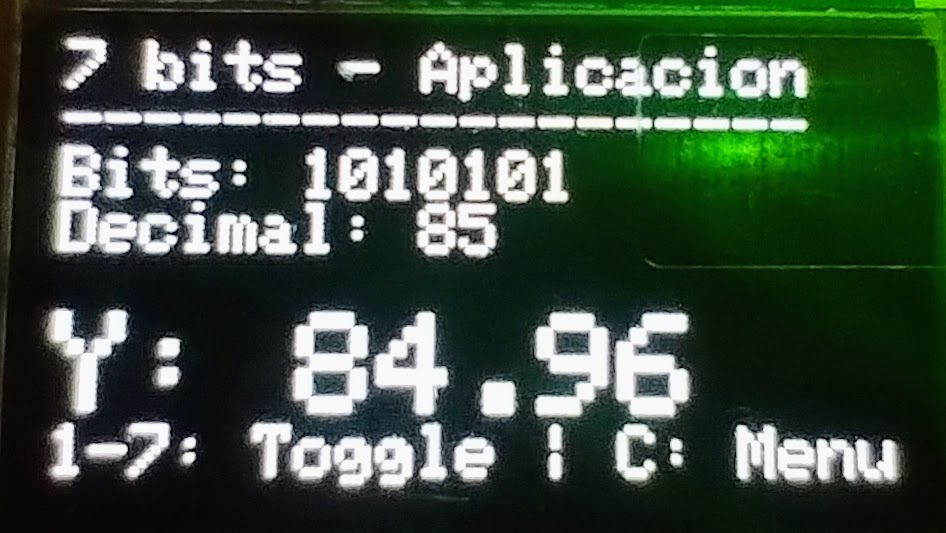 7 bits - Aplicacion
--------------------
Bits: 1010101
Decimal: 85
Y: 84.96
1-7: Toggle | C: Menu